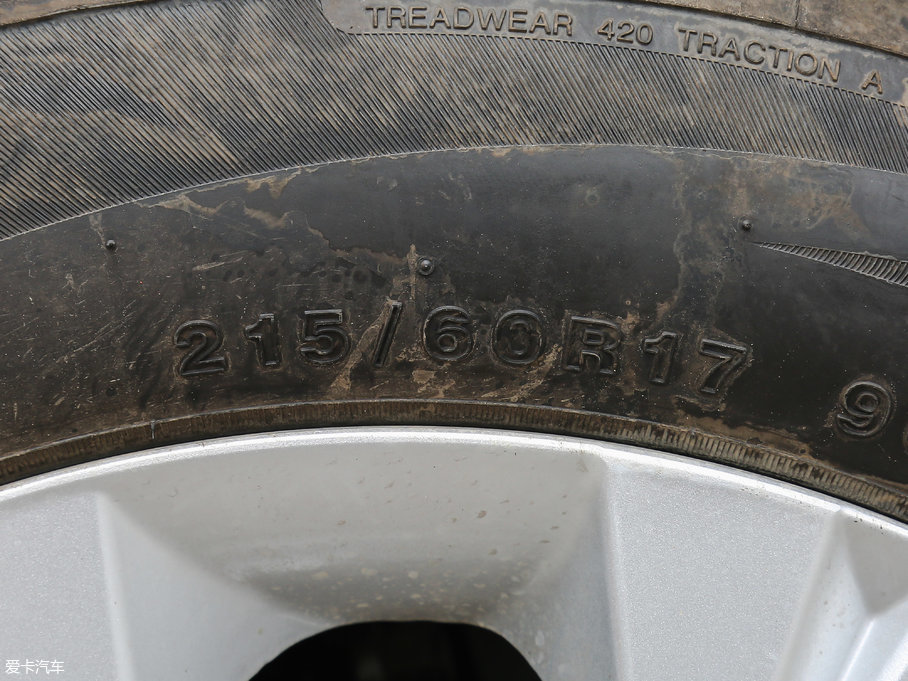 TREADWEAR 420 TRACTION A
215/60R17 9
爱卡汽车